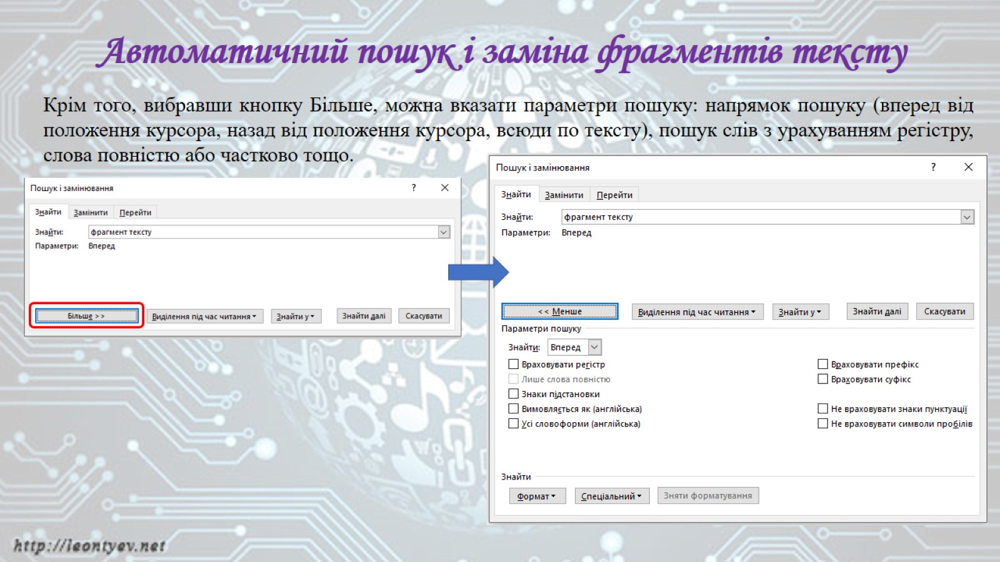 Автоматичний пошук і заміна фрагментів тексту
Крім того, вибравши кнопку Більше, можна вказати параметри пошуку: напрямок пошуку (вперед від
положення курсора, назад від положення курсора, всюди по тексту), пошук слів з урахуванням регістру,
слова повністю або частково тощо.
Пошук і замінювання ?
Знайти Замінити Перейти
Знайти: фрагмент тексту
Параметри: Вперед
Більше >> Виділення під час читання Знайти у Знайти далі Скасувати
Пошук і замінювання ?
Знайти Замінити Перейти
Знайти: фрагмент тексту
Параметри: Вперед
<< Менше Виділення під час читання Знайти у Знайти далі Скасувати
Параметри пошуку
Знайти: Вперед
Враховувати регістр Враховувати префікс
Лише слова повністю Враховувати суфікс
Знаки підстановки
Вимовляється як (англійська) Не враховувати знаки пунктуації
Усі словоформи (англійська) Не враховувати символи пробілів
Знайти
Формат Спеціальний Зняти форматування
http://leontyev.net